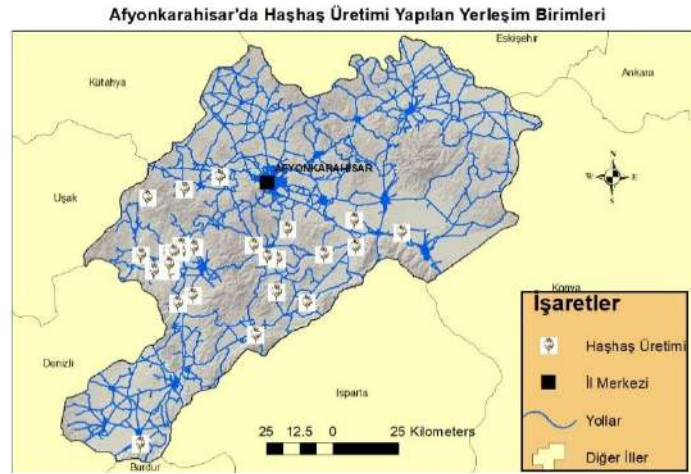 Afyonkarahisar'da Haşhaş Üretimi Yapılan Yerleşim Birimleri
Eskişehir
Ankara
Kütahya
AFYONKARAHİSAR
Uşak
W E
S
Konya
İşaretler
Haşhaş Üretimi
İl Merkezi
Yollar
Diğer İller
Denizli
Isparta
25 12.5 0 25 Kilometers
Burdur